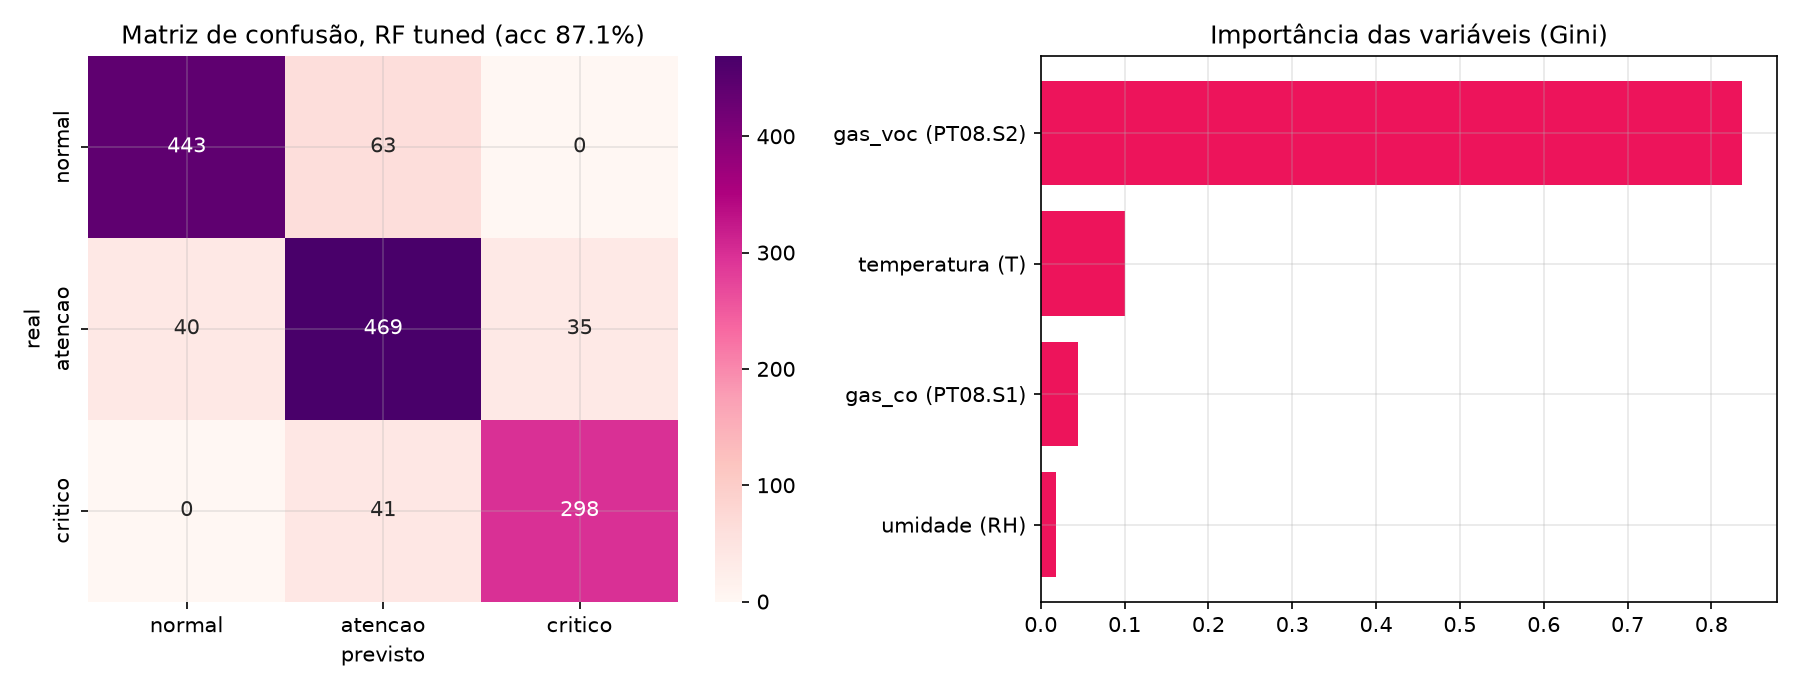 Matriz de confusão, RF tuned (acc 87.1%)
normal
atencao
critico
real
443 63 0
40 469 35
0 41 298
normal atencao critico
previsto
400
300
200
100
0
Importância das variáveis (Gini)
gas_voc (PT08.S2)
temperatura (T)
gas_co (PT08.S1)
umidade (RH)
0.0 0.1 0.2 0.3 0.4 0.5 0.6 0.7 0.8